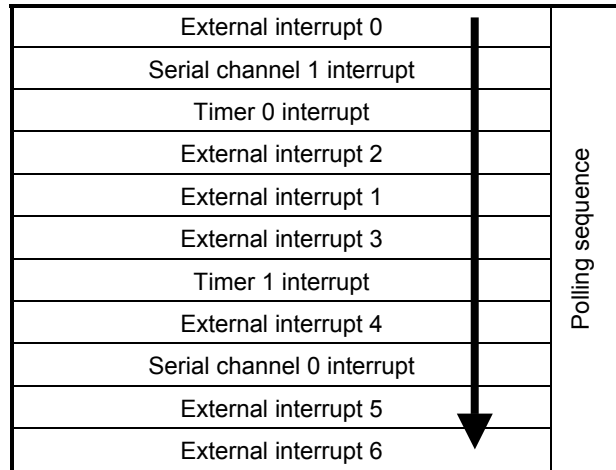 External interrupt 0
Serial channel 1 interrupt
Timer 0 interrupt
External interrupt 2
External interrupt 1
External interrupt 3
Timer 1 interrupt
External interrupt 4
Serial channel 0 interrupt
External interrupt 5
External interrupt 6
Polling sequence